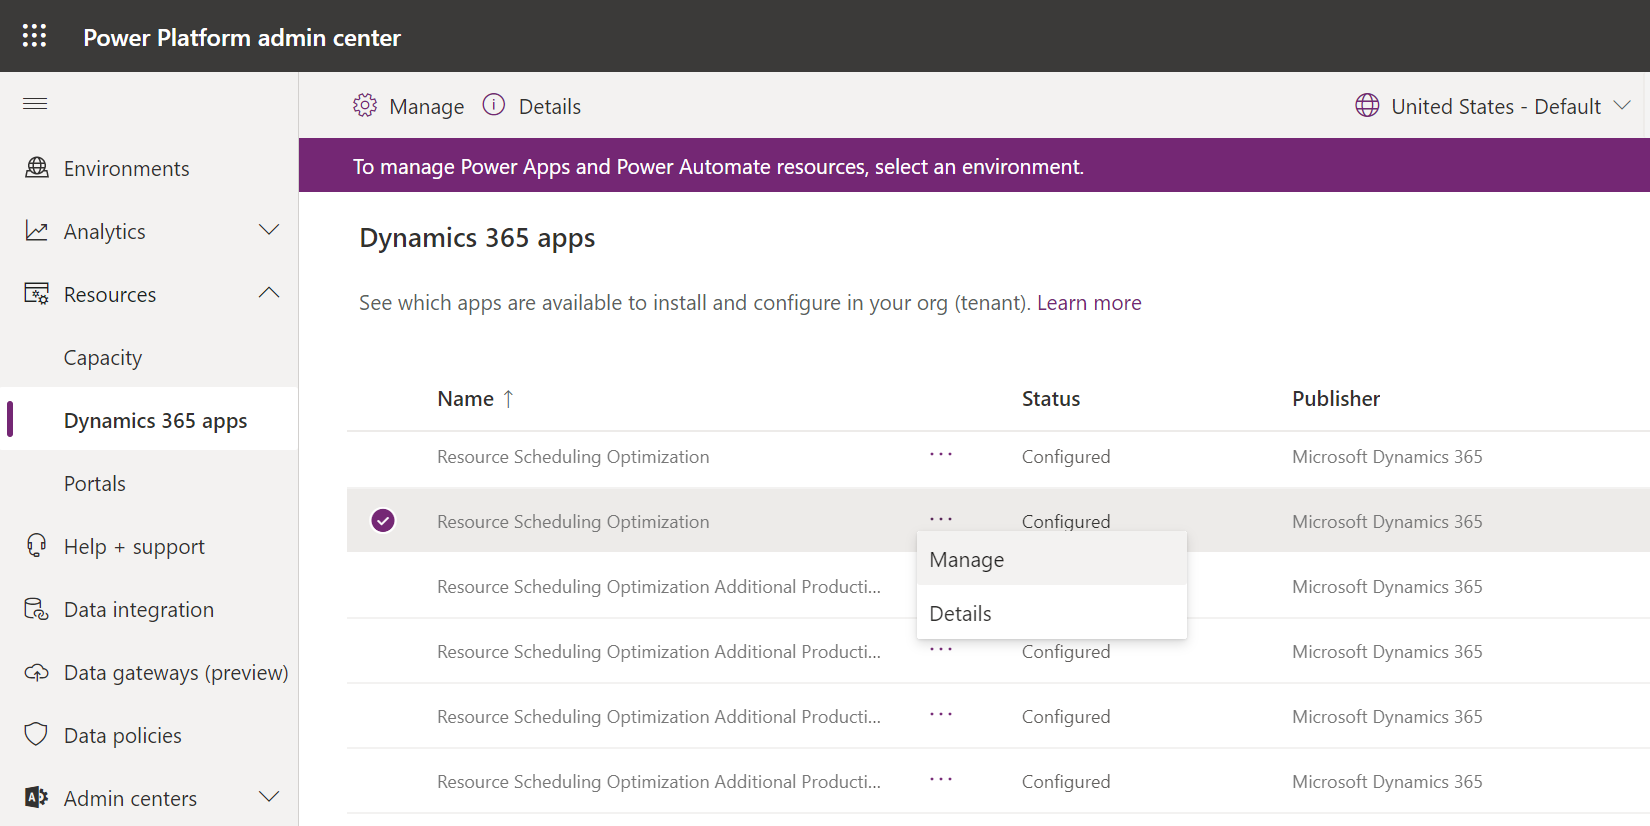 Power Platform admin center
Manage Details United States - Default
To manage Power Apps and Power Automate resources, select an environment.
Environments
Analytics
Resources
Capacity
Dynamics 365 apps
Portals
Help + support
Data integration
Data gateways (preview)
Data policies
Admin centers
Dynamics 365 apps
See which apps are available to install and configure in your org (tenant). Learn more
Name ↑ Status Publisher
Resource Scheduling Optimization ... Configured Microsoft Dynamics 365
Resource Scheduling Optimization ... Configured Microsoft Dynamics 365
Manage
Details
Resource Scheduling Optimization Additional Producti... Microsoft Dynamics 365
Resource Scheduling Optimization Additional Producti... ... Configured Microsoft Dynamics 365
Resource Scheduling Optimization Additional Producti... ... Configured Microsoft Dynamics 365
Resource Scheduling Optimization Additional Producti... ... Configured Microsoft Dynamics 365